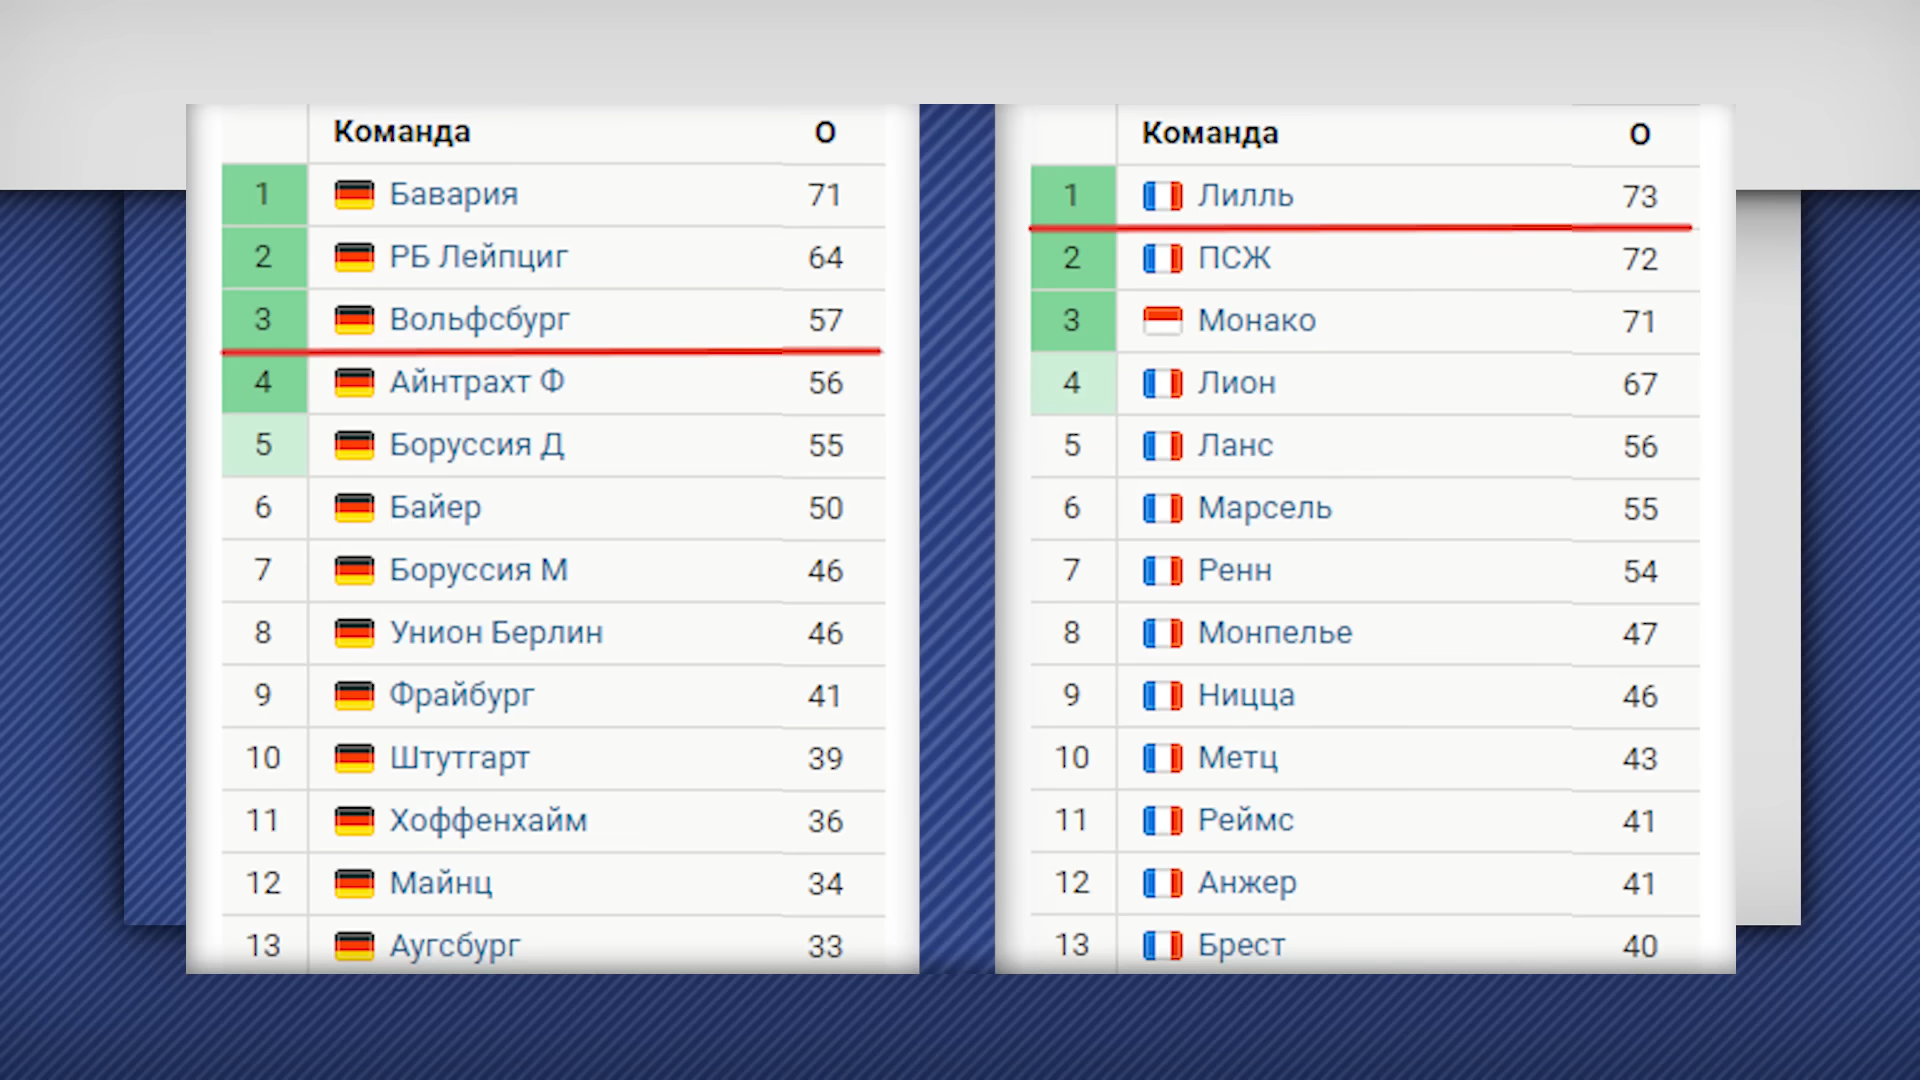 Команда О
1 Бавария 71
2 РБ Лейпциг 64
3 Вольфсбург 57
4 Айнтрахт Ф 56
5 Боруссия Д 55
6 Байер 50
7 Боруссия М 46
8 Унион Берлин 46
9 Фрайбург 41
10 Штутгарт 39
11 Хоффенхайм 36
12 Майнц 34
13 Аугсбург 33
Команда О
1 Лилль 73
2 ПСЖ 72
3 Монако 71
4 Лион 67
5 Ланс 56
6 Марсель 55
7 Ренн 54
8 Монпелье 47
9 Ницца 46
10 Метц 43
11 Реймс 41
12 Анжер 41
13 Брест 40